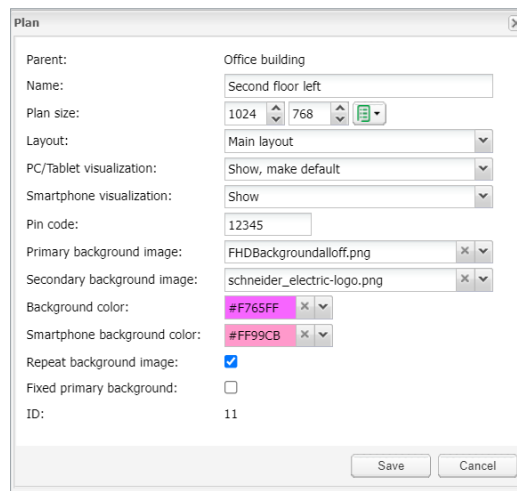 Plan
Parent: Office building
Name: Second floor left
Plan size: 1024 768
Layout: Main layout
PC/Tablet visualization: Show, make default
Smartphone visualization: Show
Pin code: 12345
Primary background image: FHDBackgroundalloff.png
Secondary background image: schneider_electric-logo.png
Background color: #F765FF
Smartphone background color: #FF99CB
Repeat background image:
Fixed primary background:
ID: 11
Save Cancel